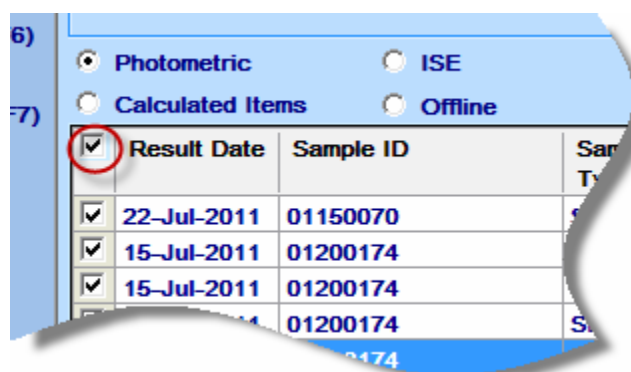 6)
Photometric ISE
F7)
Calculated Items Offline
Result Date Sample ID
22-Jul-2011 01150070
15-Jul-2011 01200174
15-Jul-2011 01200174
01200174